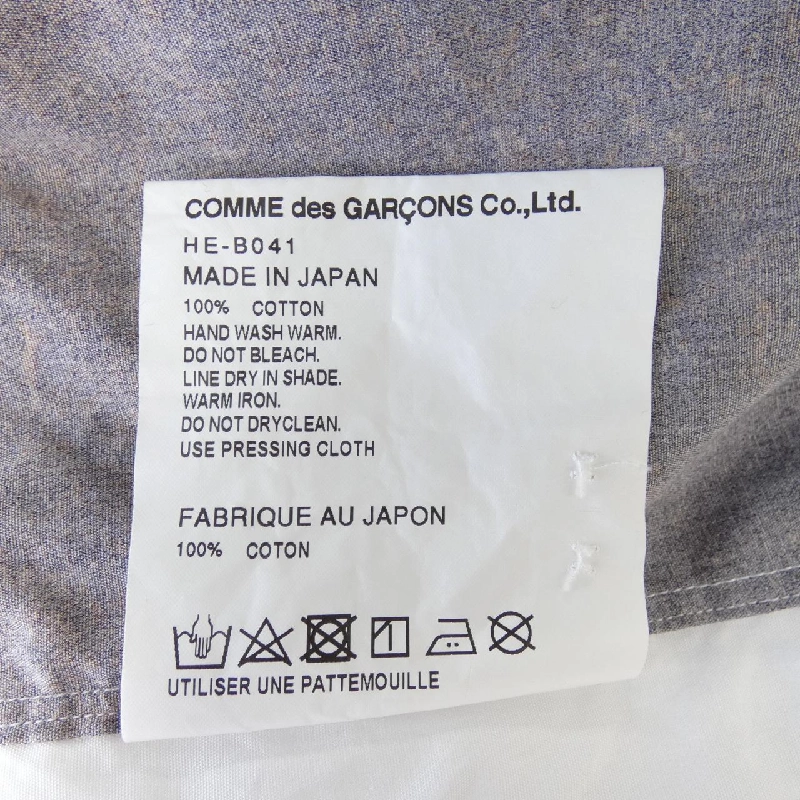 COMME des GARÇONS Co.,Ltd.
HE-B041
MADE IN JAPAN
100% COTTON
HAND WASH WARM.
DO NOT BLEACH.
LINE DRY IN SHADE.
WARM IRON.
DO NOT DRYCLEAN.
USE PRESSING CLOTH
FABRIQUE AU JAPON
100% COTON
UTILISER UNE PATTEMOUILLE